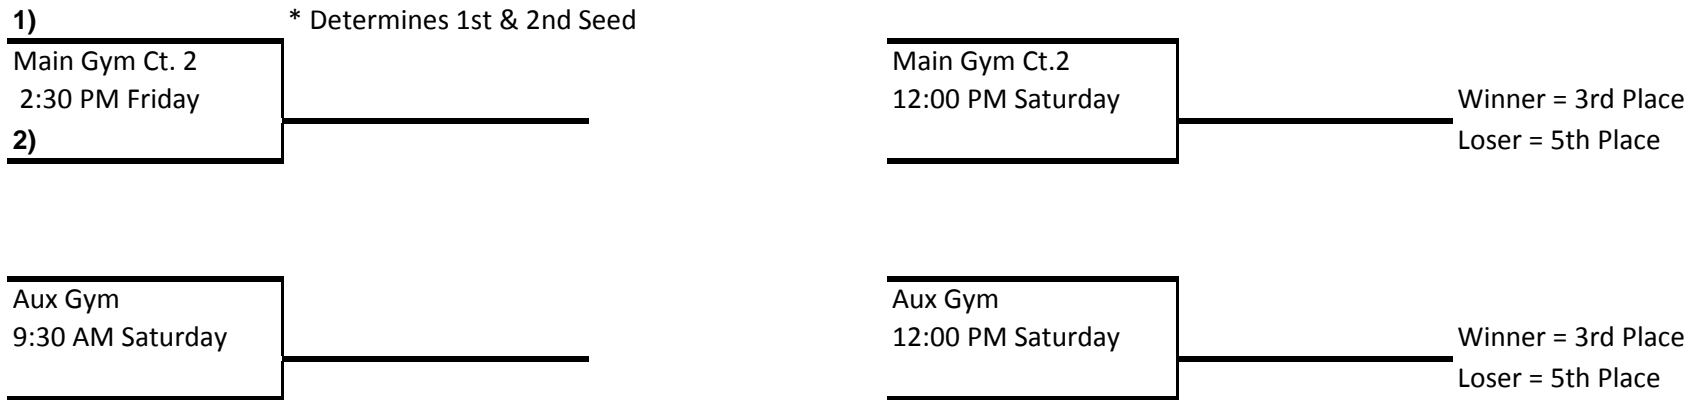 1)
* Determines 1st & 2nd Seed
Main Gym Ct. 2
2:30 PM Friday
2)
Main Gym Ct.2
12:00 PM Saturday
Winner = 3rd Place
Loser = 5th Place
Aux Gym
9:30 AM Saturday
Aux Gym
12:00 PM Saturday
Winner = 3rd Place
Loser = 5th Place